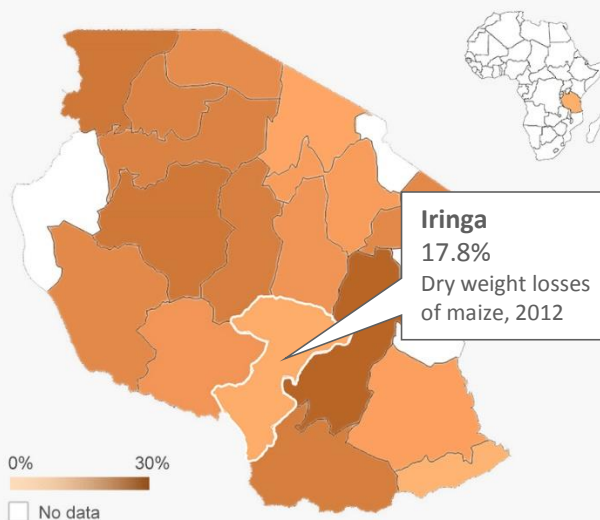 Iringa
17.8%
Dry weight losses
of maize, 2012
0% 30%
No data